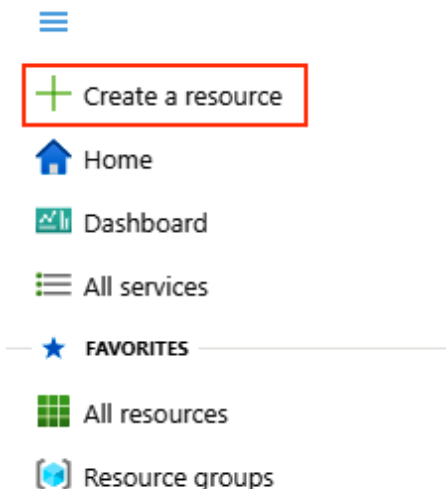 Create a resource
Home
Dashboard
All services
FAVORITES
All resources
Resource groups